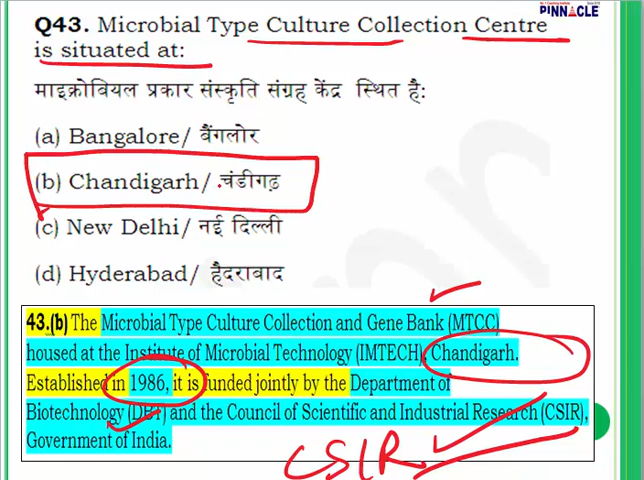 PINNACLE
Q43. Microbial Type Culture Collection Centre
is situated at:
माइक्रोबियल प्रकार संस्कृति संग्रह केंद्र स्थित है:
(a) Bangalore/ बैंगलोर
(b) Chandigarh/ चंडीगढ़
(c) New Delhi/ नई दिल्ली
(d) Hyderabad/ हैदराबाद
43.(b) The Microbial Type Culture Collection and Gene Bank (MTCC)
housed at the Institute of Microbial Technology (IMTECH), Chandigarh.
Established in 1986, it is funded jointly by the Department of
Biotechnology (DBT) and the Council of Scientific and Industrial Research (CSIR),
Government of India.
CSIR